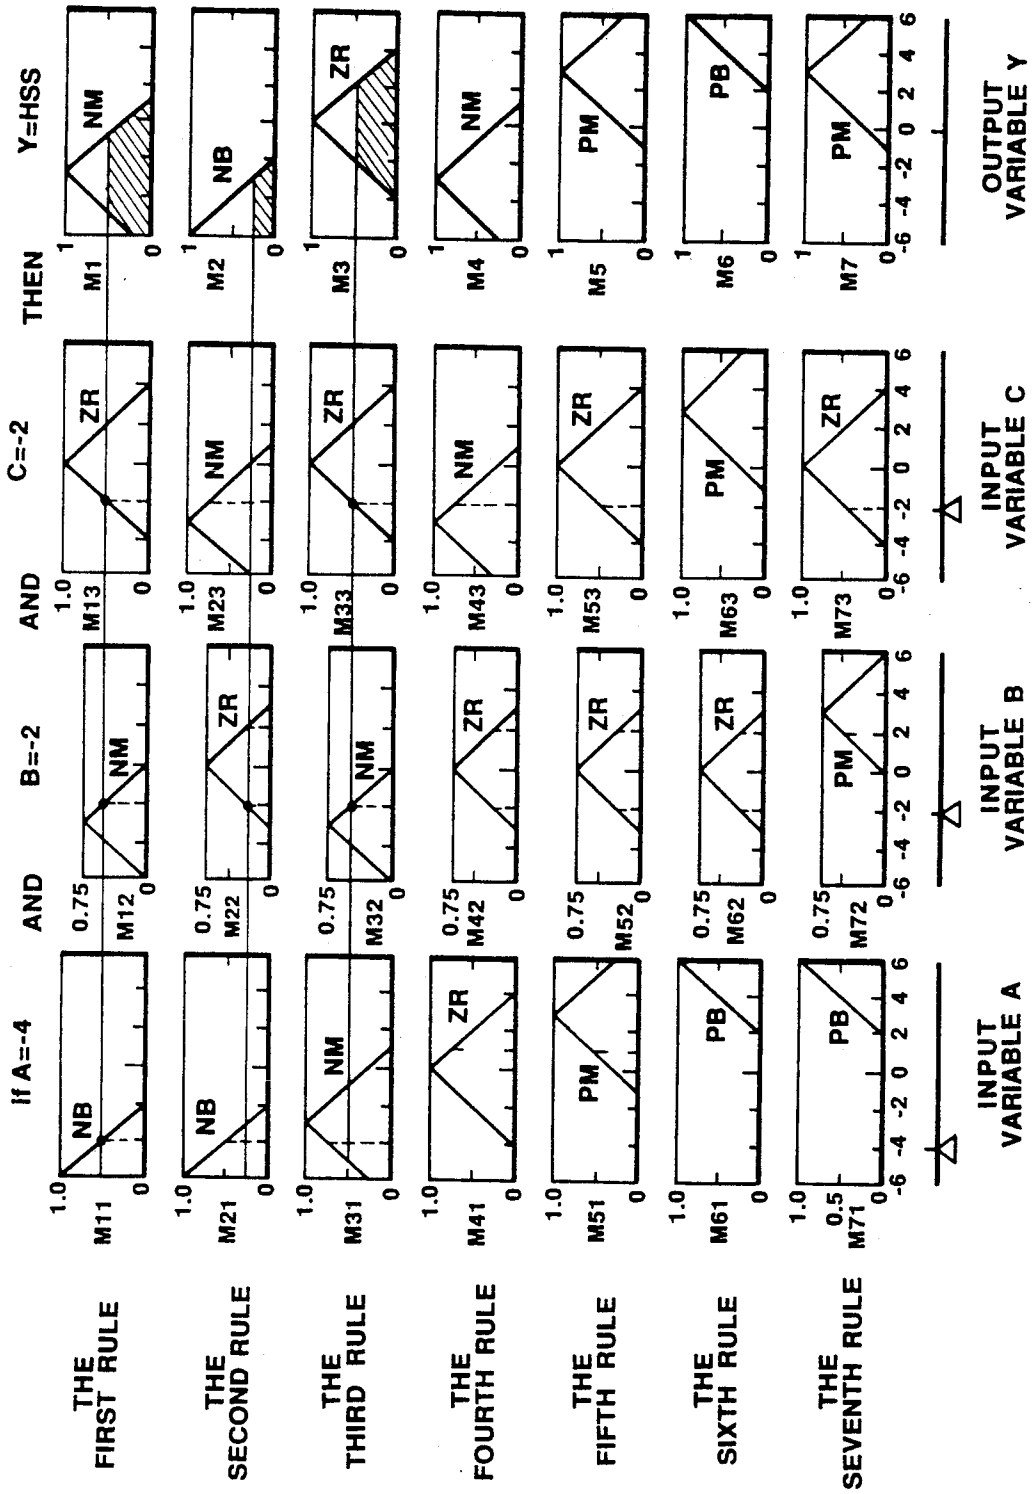 If A=-4
AND
B=-2
AND
C=-2
THEN
Y=HSS
THE
FIRST RULE
1.0
M11
0
NB
0.75
M12
0
NM
1.0
M13
0
ZR
1
M1
0
NM
THE
SECOND RULE
1.0
M21
0
NB
0.75
M22
0
ZR
1.0
M23
0
NM
1
M2
0
NB
THE
THIRD RULE
1.0
M31
0
NM
0.75
M32
0
NM
1.0
M33
0
ZR
1
M3
0
ZR
THE
FOURTH RULE
1.0
M41
0
ZR
0.75
M42
0
ZR
1.0
M43
0
NM
1
M4
0
NM
THE
FIFTH RULE
1.0
M51
0
PM
0.75
M52
0
ZR
1.0
M53
0
ZR
1
M5
0
PM
THE
SIXTH RULE
1.0
M61
0
PB
0.75
M62
0
ZR
1.0
M63
0
PM
1
M6
0
PB
THE
SEVENTH RULE
1.0
0.5
M71
0
PB
0.75
M72
0
PM
1.0
M73
0
ZR
1
M7
0
PM
-6 -4 -2 0 2 4 6
-6 -4 -2 0 2 4 6
-6 -4 -2 0 2 4 6
-6 -4 -2 0 2 4 6
INPUT
VARIABLE A
INPUT
VARIABLE B
INPUT
VARIABLE C
OUTPUT
VARIABLE Y